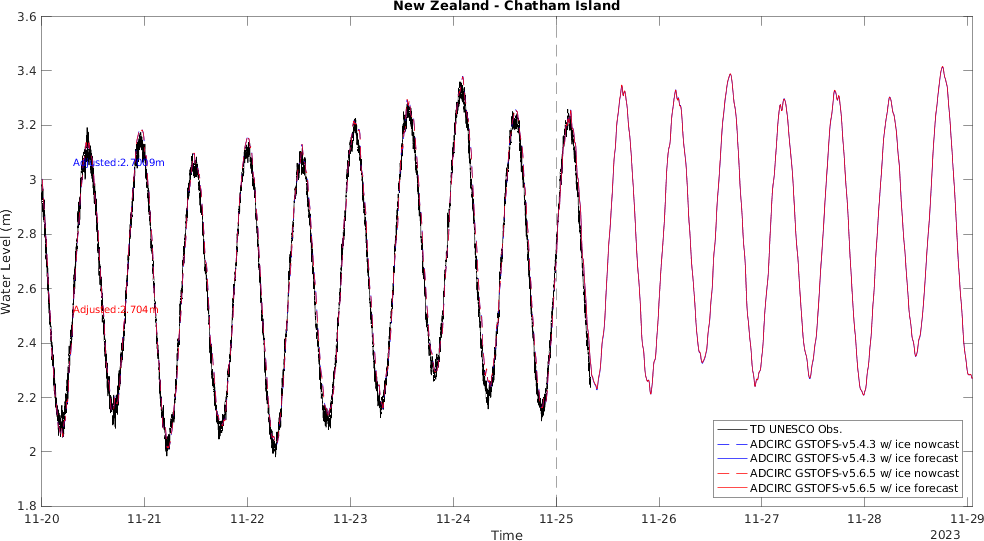 New Zealand - Chatham Island
3.6
3.4
3.2
3
2.8
2.6
2.4
2.2
2
1.8
Water Level (m)
Adjusted:2.7009m
Adjusted:2.704m
TD UNESCO Obs.
ADCIRC GSTOFS-v5.4.3 w/ ice nowcast
ADCIRC GSTOFS-v5.4.3 w/ ice forecast
ADCIRC GSTOFS-v5.6.5 w/ ice nowcast
ADCIRC GSTOFS-v5.6.5 w/ ice forecast
11-20 11-21 11-22 11-23 11-24 11-25 11-26 11-27 11-28 11-29
Time
2023